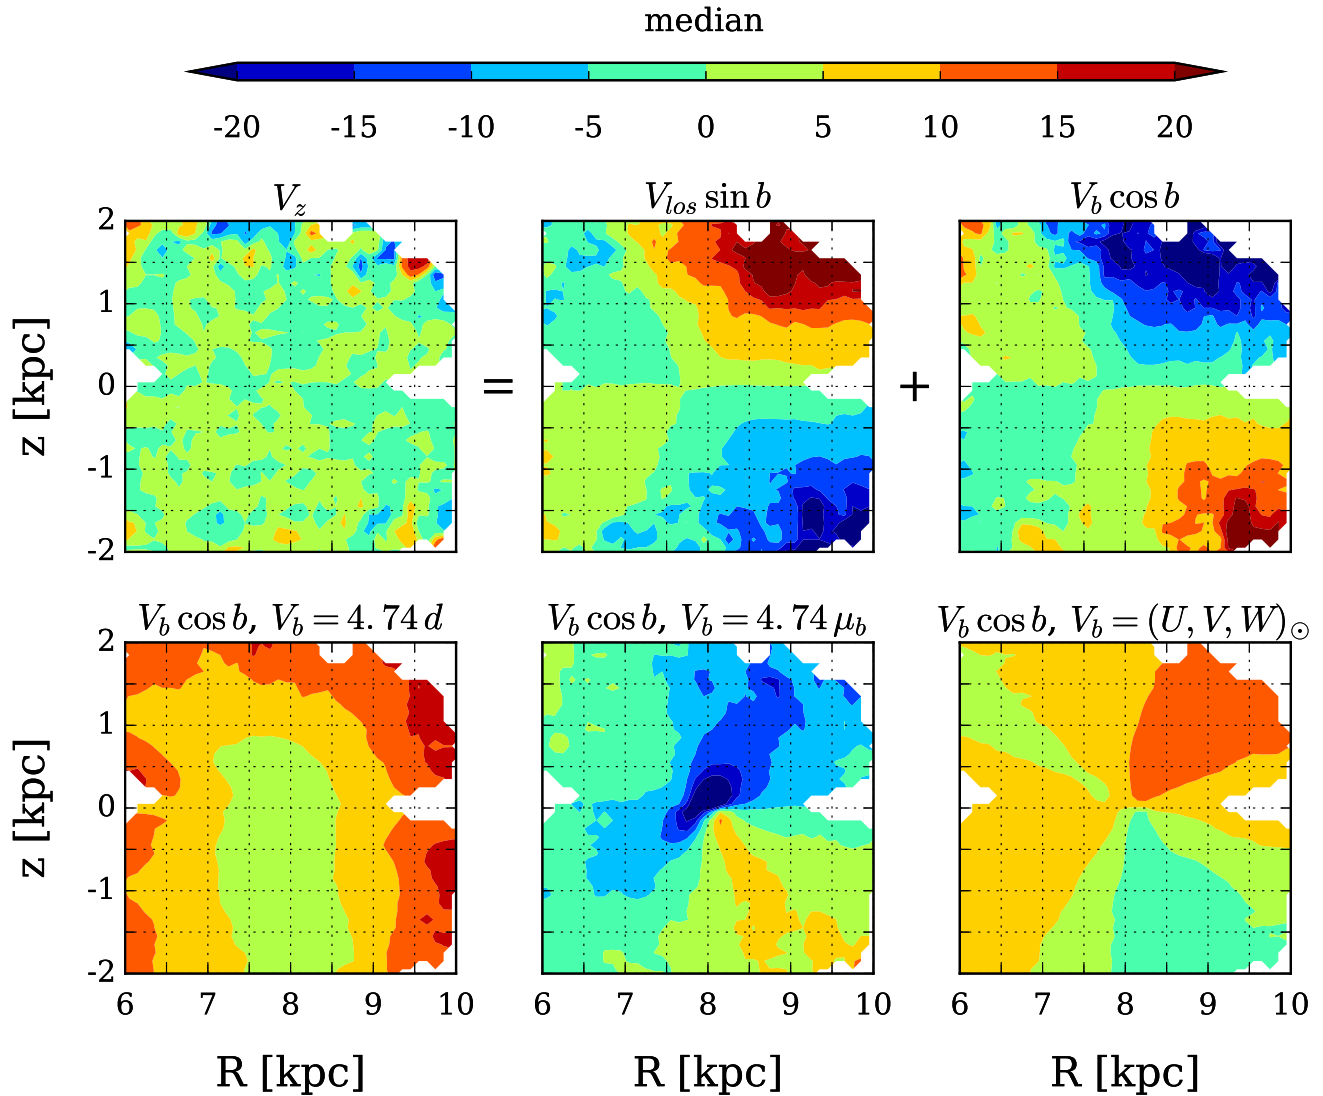 median
-20 -15 -10 -5 0 5 10 15 20
V_z
V_{los} sin b
V_b cos b
z [kpc]
2
1
0
-1
-2
=
+
V_b cos b, V_b = 4.74 d
V_b cos b, V_b = 4.74 μ_b
V_b cos b, V_b = (U, V, W)_⊙
z [kpc]
2
1
0
-1
-2
6 7 8 9 10 6 7 8 9 10 6 7 8 9 10
R [kpc] R [kpc] R [kpc]